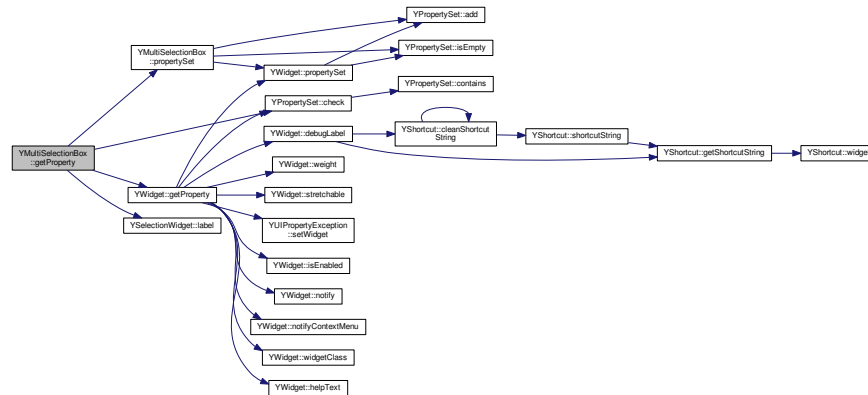 YPropertySet::add
YMultiSelectionBox
::propertySet
YPropertySet::isEmpty
YWidget::propertySet
YPropertySet::contains
YPropertySet::check
YWidget::debugLabel
YShortcut::cleanShortcut
String
YShortcut::shortcutString
YMultiSelectionBox
::getProperty
YShortcut::getShortcutString
YShortcut::widge
YWidget::weight
YWidget::getProperty
YWidget::stretchable
YSelectionWidget::label
YUIPropertyException
::setWidget
YWidget::isEnabled
YWidget::notify
YWidget::notifyContextMenu
YWidget::widgetClass
YWidget::helpText